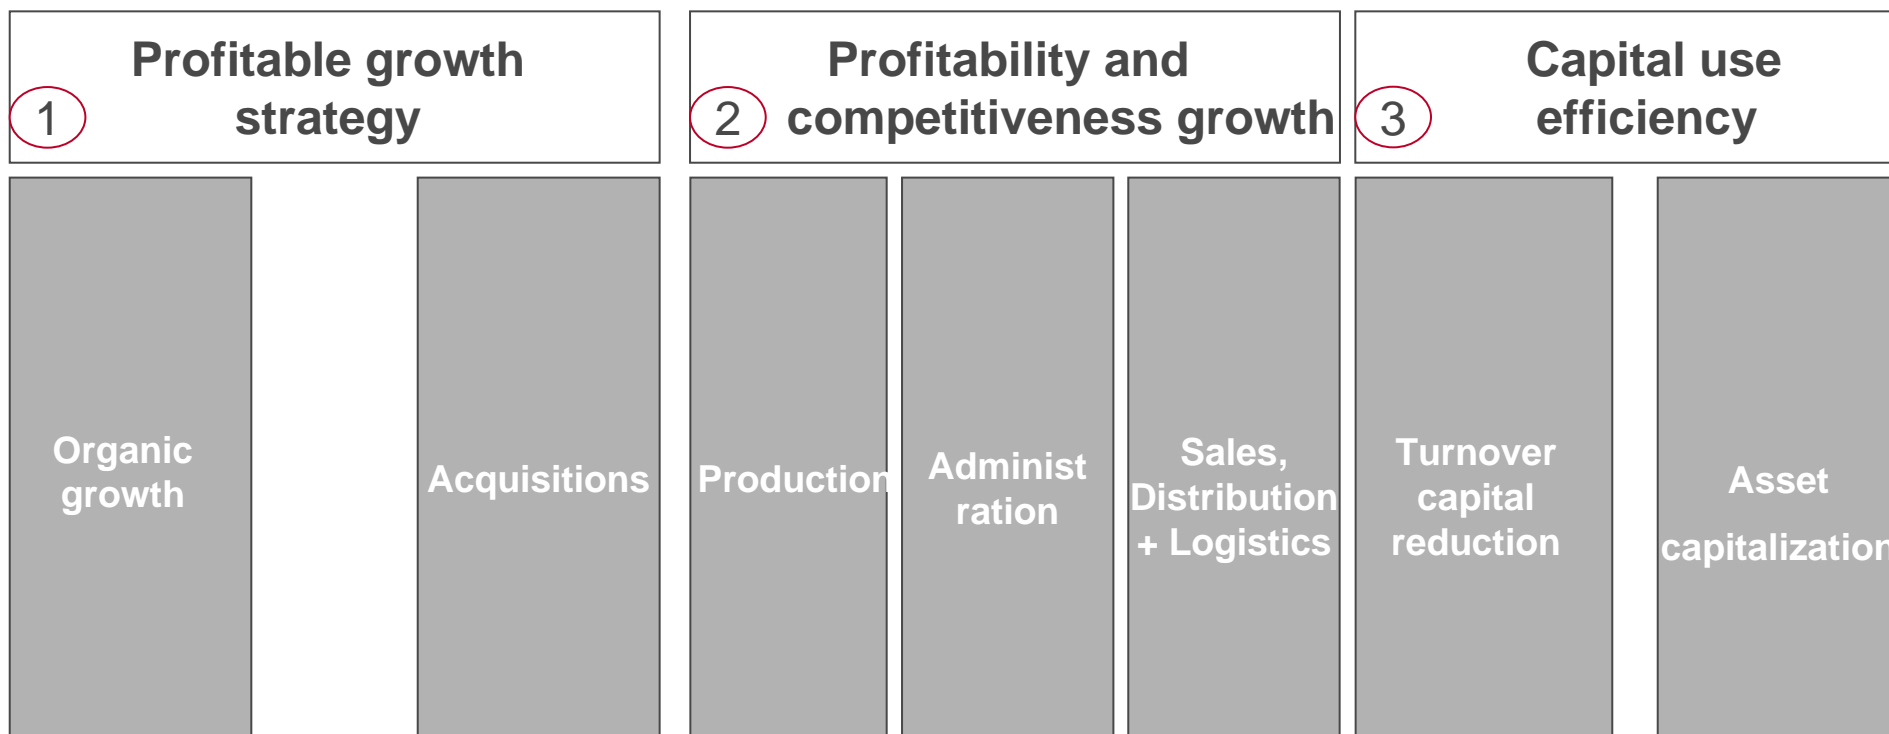 Profitable growth
strategy
1
Profitability and
competitiveness growth
2
Capital use
efficiency
3
Organic
growth
Acquisitions
Production
Administ
ration
Sales,
Distribution
+ Logistics
Turnover
capital
reduction
Asset
capitalization